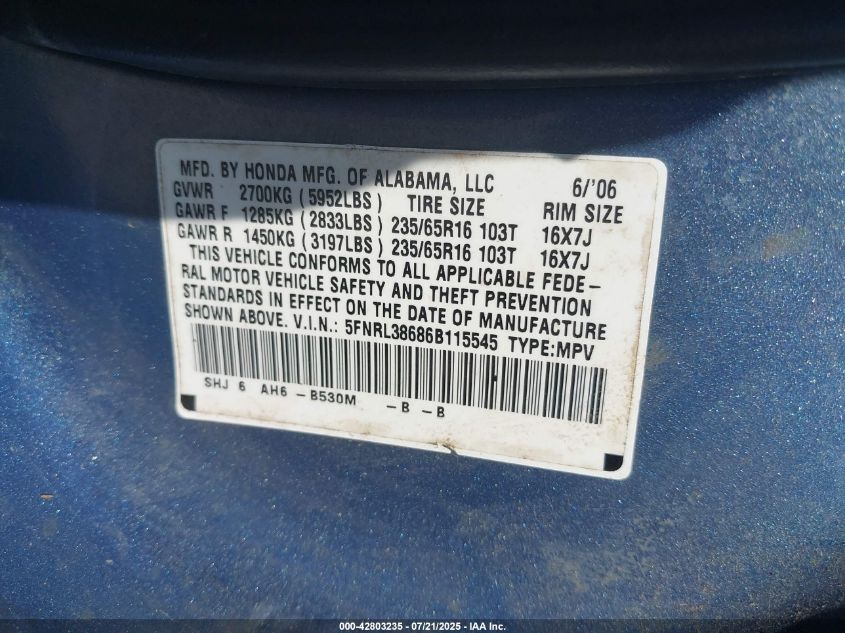 MFD. BY HONDA MFG. OF ALABAMA, LLC 6/'06
GVWR 2700KG (5952LBS) TIRE SIZE RIM SIZE
GAWR F 1285KG (2833LBS) 235/65R16 103T 16X7J
GAWR R 1450KG (3197LBS) 235/65R16 103T 16X7J
THIS VEHICLE CONFORMS TO ALL APPLICABLE FEDE-
RAL MOTOR VEHICLE SAFETY AND THEFT PREVENTION
STANDARDS IN EFFECT ON THE DATE OF MANUFACTURE
SHOWN ABOVE. V.I.N.: 5FNRL38686B115545 TYPE:MPV
SHJ 6 AH6 -B530M -B -B
000-42803235 - 07/21/2025 - IAA Inc.